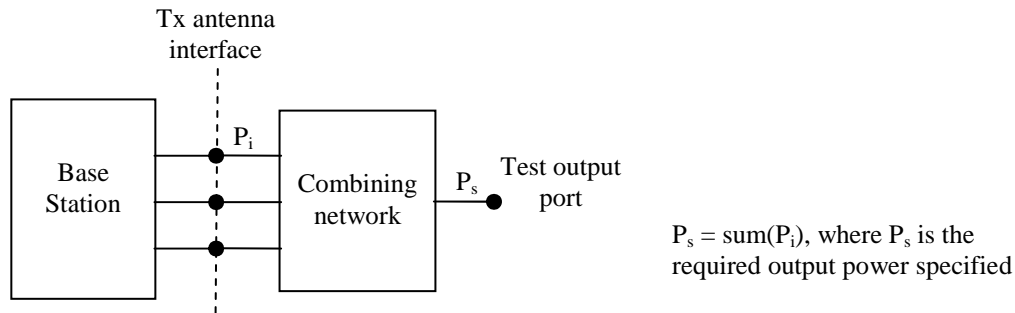 Tx antenna
interface
Base
Station
Pi
Combining
network
Ps
Test output
port
Ps = sum(Pi), where Ps is the
required output power specified